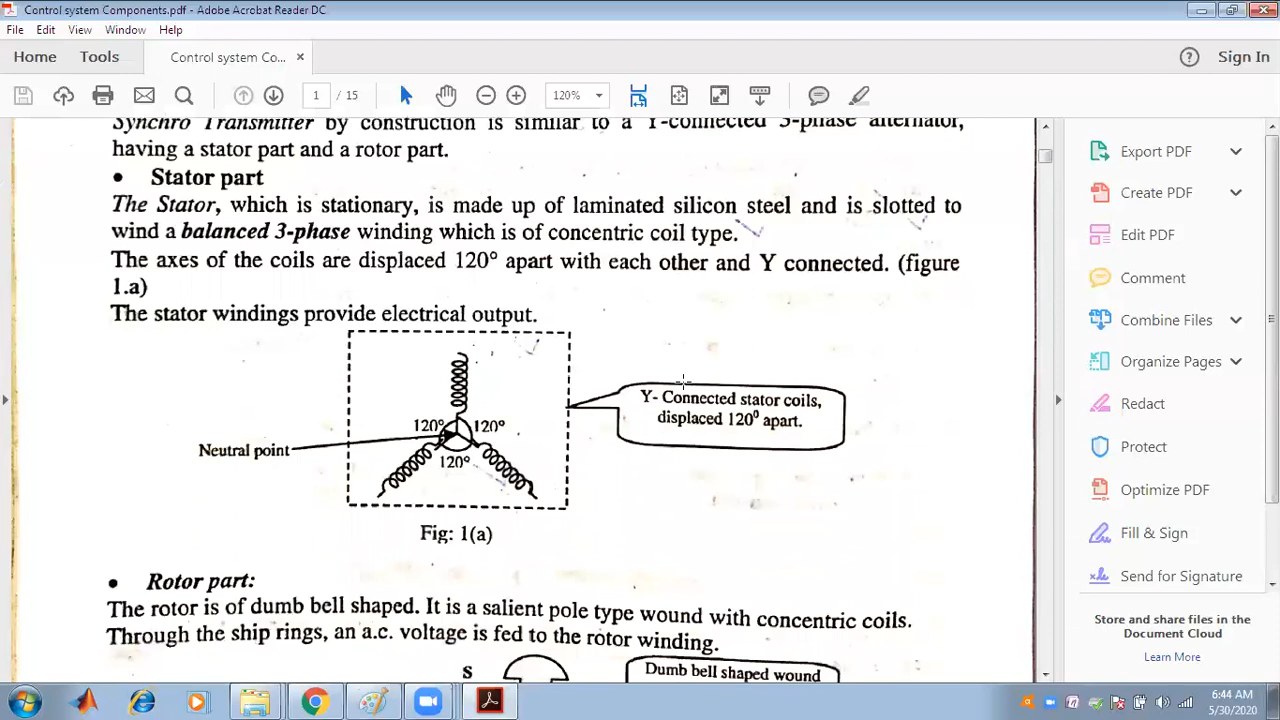 Control system Components.pdf - Adobe Acrobat Reader DC
File Edit View Window Help
Home Tools Control system Co... × Sign In
1 / 15 120%
Synchro Transmitter by construction is similar to a Y-connected 3-phase alternator,
having a stator part and a rotor part.
• Stator part
The Stator, which is stationary, is made up of laminated silicon steel and is slotted to
wind a balanced 3-phase winding which is of concentric coil type.
The axes of the coils are displaced 120° apart with each other and Y connected. (figure
1.a)
The stator windings provide electrical output.
Y- Connected stator coils,
displaced 120⁰ apart.
120° 120°
Neutral point
120°
Fig: 1(a)
• Rotor part:
The rotor is of dumb bell shaped. It is a salient pole type wound with concentric coils.
Through the ship rings, an a.c. voltage is fed to the rotor winding.
S
Dumb bell shaped wound
Export PDF
Create PDF
Edit PDF
Comment
Combine Files
Organize Pages
Redact
Protect
Optimize PDF
Fill & Sign
Send for Signature
Store and share files in the
Document Cloud
Learn More
6:44 AM
5/30/2020